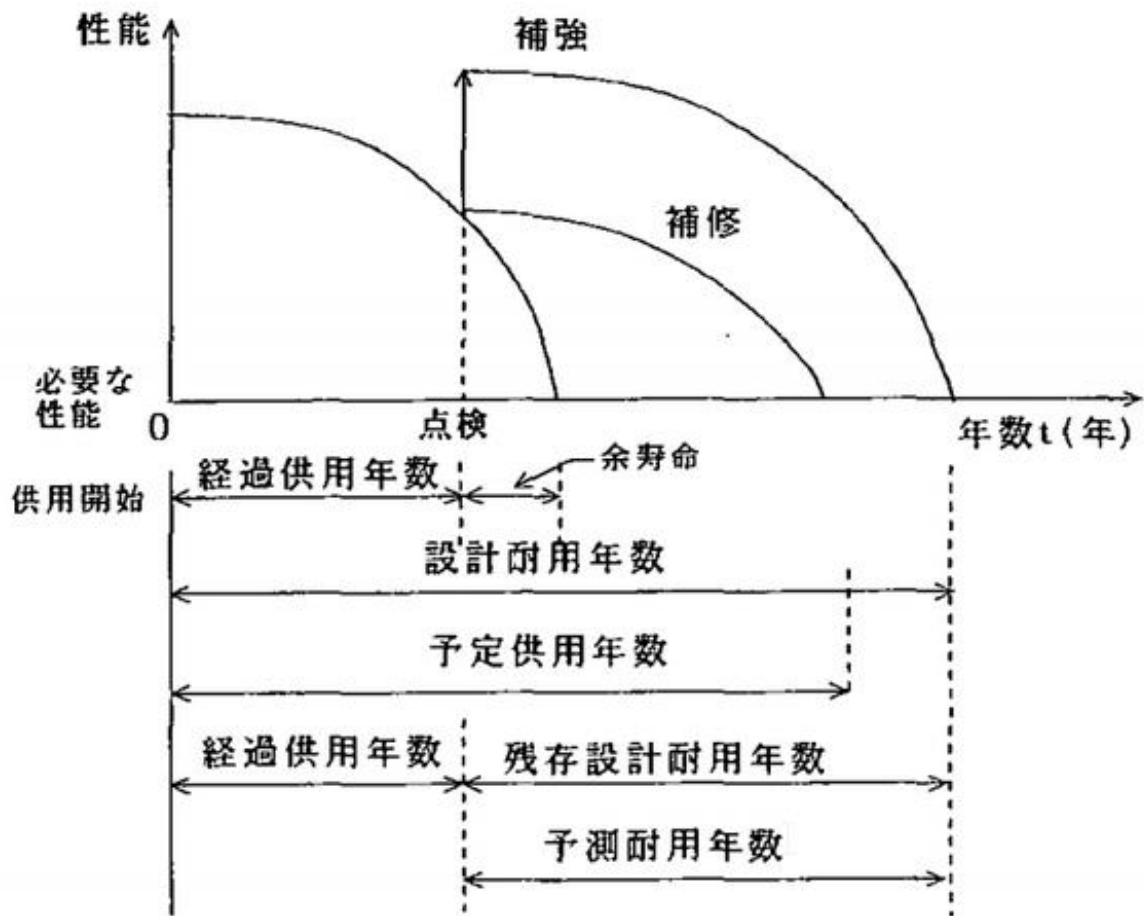 性能
補強
補修
必要な
性能
0
点検
年数t(年)
経過供用年数
余寿命
供用開始
設計耐用年数
予定供用年数
経過供用年数
残存設計耐用年数
予測耐用年数